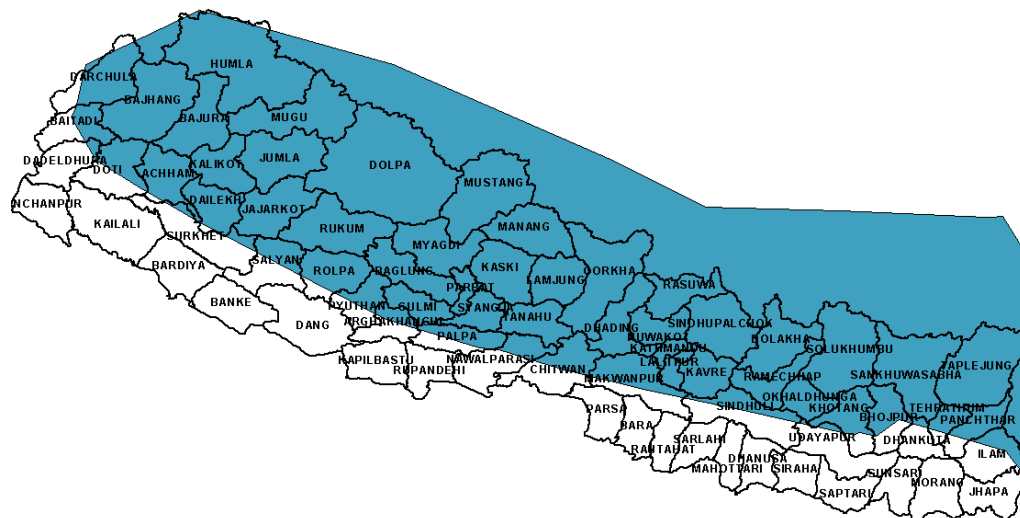 HUMLA
DARCHULA
BAJHANG
BAJURA
MUGU
BAITADI
DADELDHURA
DOTI
ACHHAM
KALIKOT
JUMLA
DOLPA
MUSTANG
NCHANPUR
KAILALI
DAILEKH
JAJARKOT
SURKHET
RUKUM
MYAGDI
MANANG
BARDIYA
SALYAN
ROLPA
BAGLUNG
KASKI
LAMJUNG
GORKHA
RASUWA
BANKE
DANG
PYUTHAN
GULMI
PARBAT
SYANGJA
TANAHU
ARGHAKHANCHI
PALPA
DHADING
NUWAKOT
SINDHUPALCHOK
DOLAKHA
SOLUKHUMBU
KATHMANDU
LALITPUR
KAVRE
RAMECHHAP
SANKHUWASABHA
TAPLEJUNG
KAPILBASTU
RUPANDEHI
NAWALPARASI
CHITWAN
MAKWANPUR
SINDHULI
OKHALDHUNGA
KHOTANG
BHOJPUR
TEHRATHUM
PANCHTHAR
PARSA
BARA
RAUTAHAT
SARLAHI
MAHOTTARI
DHANUSA
SIRAHA
UDAYAPUR
DHANKUTA
ILAM
SAPTARI
SUNSARI
MORANG
JHAPA